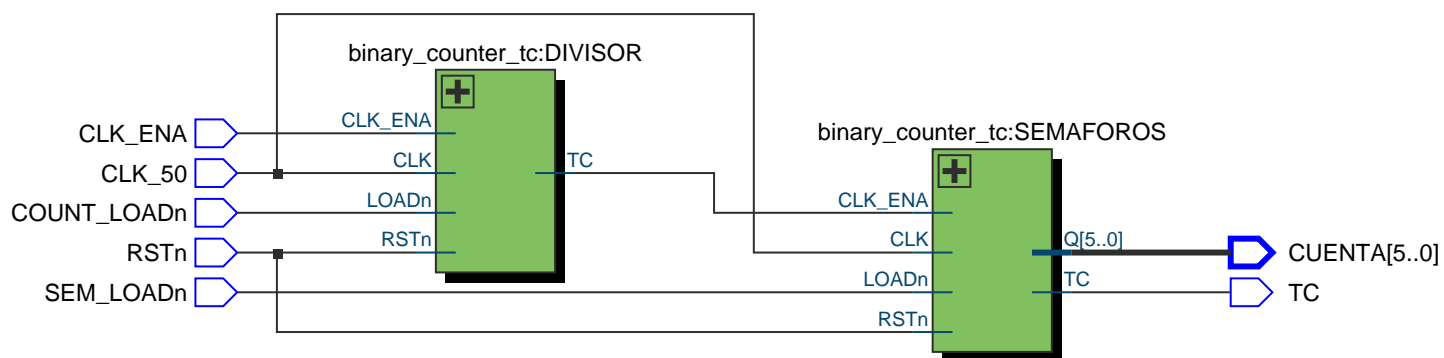 binary_counter_tc:DIVISOR
CLK_ENA
CLK_ENA
CLK_50
CLK
TC
COUNT_LOADn
LOADn
RSTn
RSTn
SEM_LOADn
binary_counter_tc:SEMAFOROS
CLK_ENA
CLK
Q[5..0]
CUENTA[5..0]
LOADn
TC
TC
RSTn